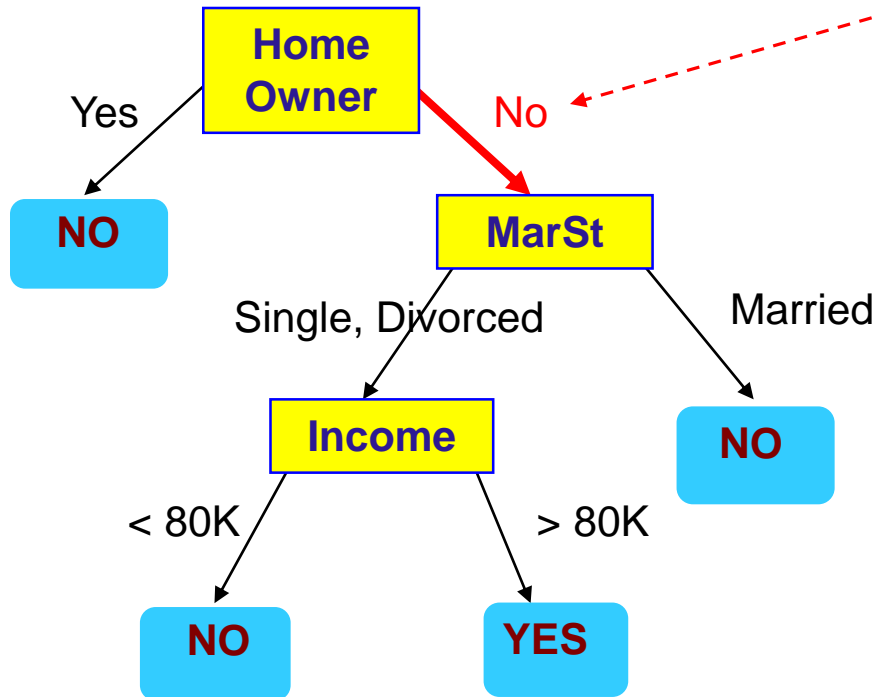 Home
Owner
Yes
No
NO
MarSt
Single, Divorced
Married
Income
NO
< 80K
> 80K
NO
YES